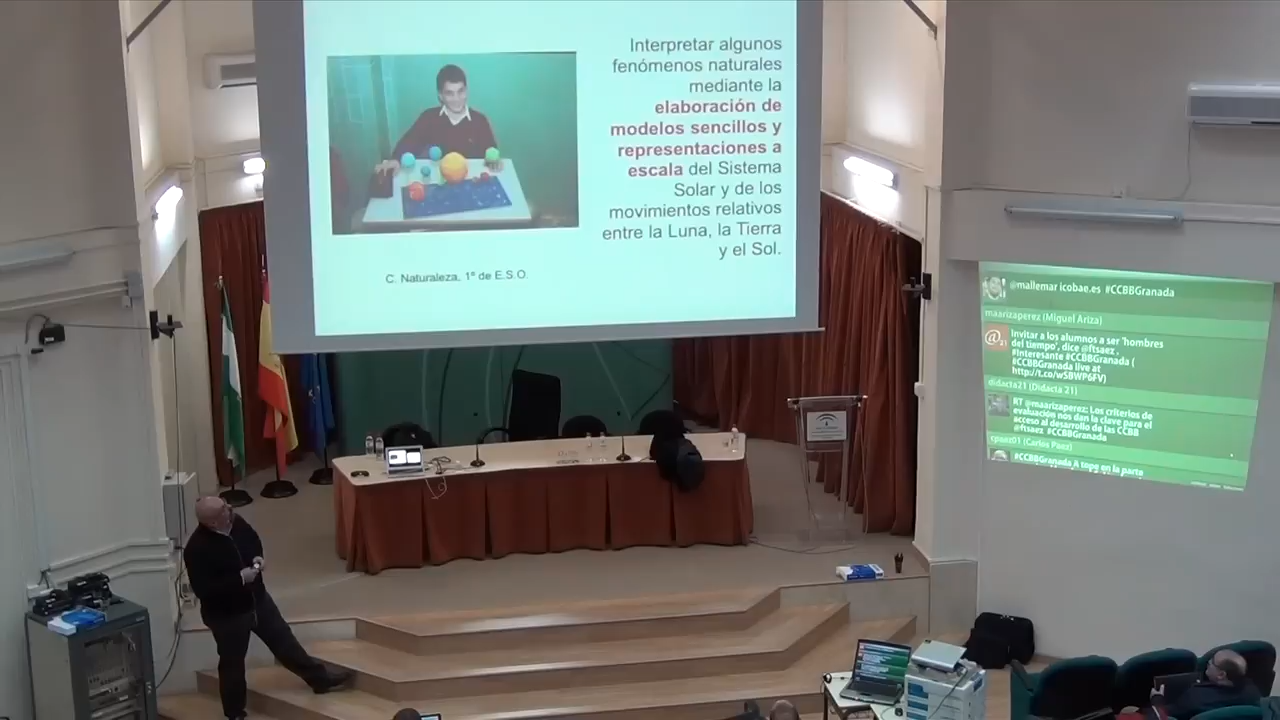 Interpretar algunos
fenómenos naturales
mediante la
elaboración de
modelos sencillos y
representaciones a
escala del Sistema
Solar y de los
movimientos relativos
entre la Luna, la Tierra
y el Sol.
C. Naturaleza, 1º de E.S.O.
@mallemaricobae.es #CCBBGranada
maarizaperez (Miguel Ariza)
Invitar a los alumnos a ser 'hombres
del tiempo', dice @ftsaez ,
#Interesante #CCBBGranada (
#CCBBGranada live at
http://t.co/wSBWP6FV)
didacta21 (Didacta 21)
RT @maarizaperez: Los criterios de
evaluación nos dan la clave para el
acceso al desarrollo de las CCBB
@ftsaez #CCBBGranada
cpaez01 (Carlos Paez)
#CCBBGranada A tope en la parte